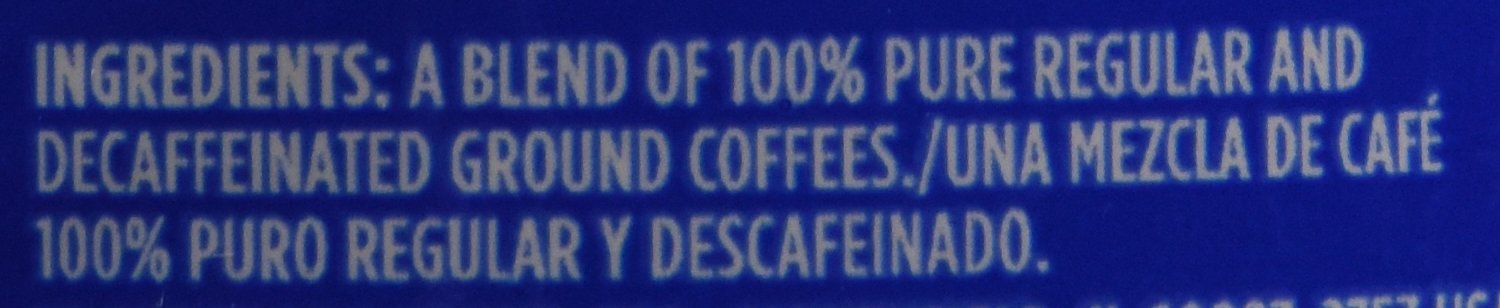 INGREDIENTS: A BLEND OF 100% PURE REGULAR AND
DECAFFEINATED GROUND COFFEES./UNA MEZCLA DE CAFÉ
100% PURO REGULAR Y DESCAFEINADO.